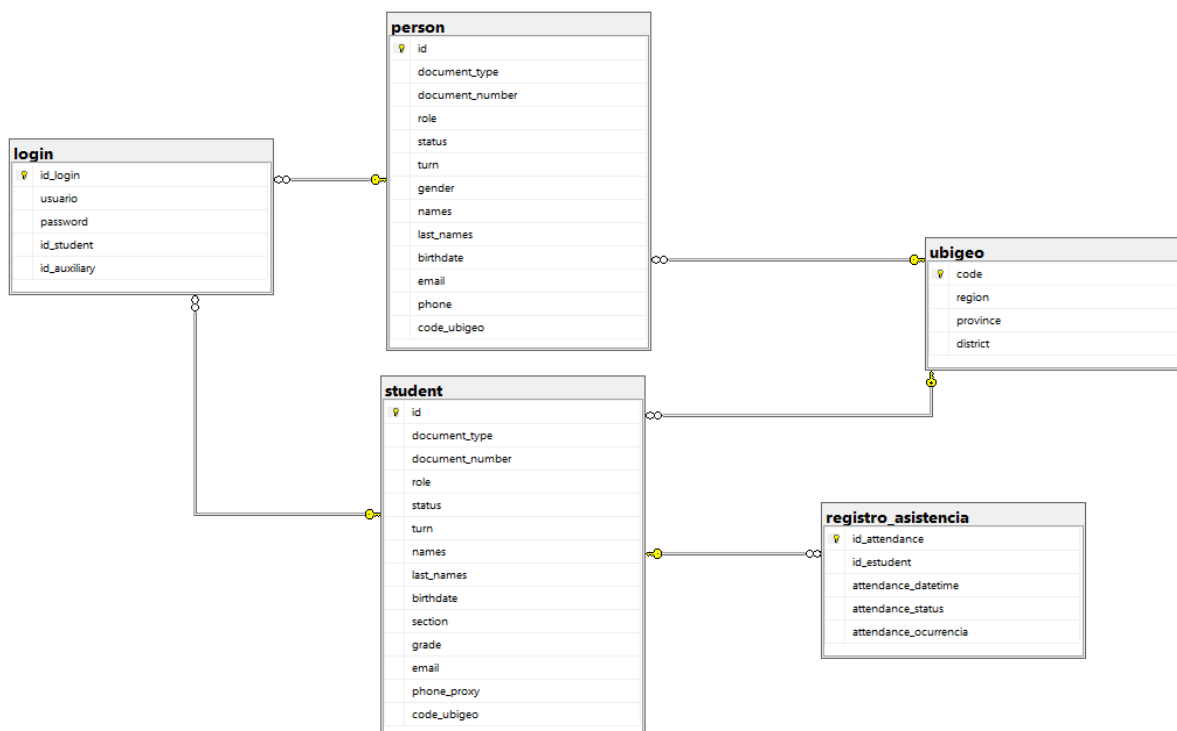 person
id
document_type
document_number
role
status
turn
gender
names
last_names
birthdate
email
phone
code_ubigeo
login
id_login
usuario
password
id_student
id_auxiliary
ubigeo
code
region
province
district
student
id
document_type
document_number
role
status
turn
names
last_names
birthdate
section
grade
email
phone_proxy
code_ubigeo
registro_asistencia
id_attendance
id_estudent
attendance_datetime
attendance_status
attendance_ocurrencia